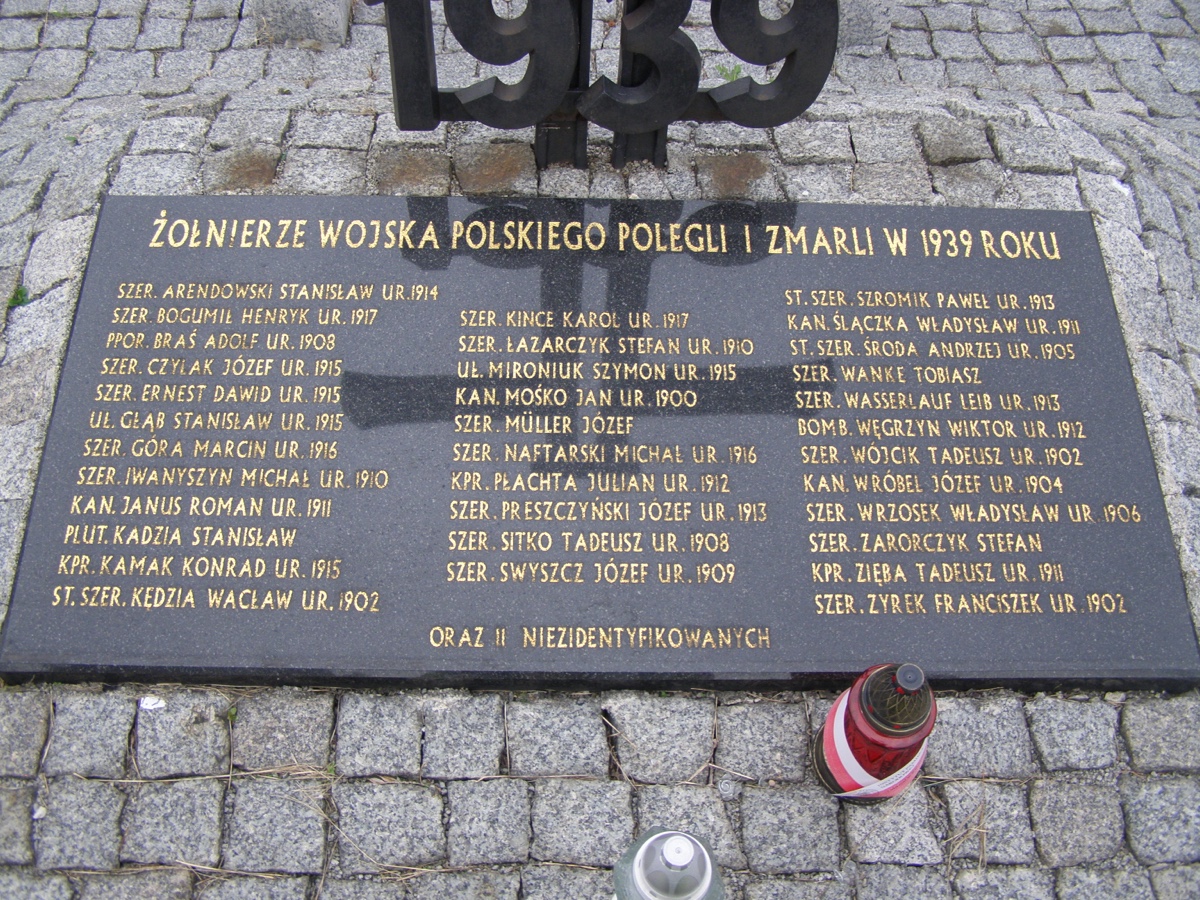 1939
ŻOŁNIERZE WOJSKA POLSKIEGO POLEGLI I ZMARLI W 1939 ROKU
SZER. ARENDOWSKI STANISŁAW UR. 1914
SZER. BOGUMIŁ HENRYK UR. 1917
PPOR. BRAŚ ADOLF UR. 1908
SZER. CZYLAK JÓZEF UR. 1915
SZER. ERNEST DAWID UR. 1915
UŁ. GŁĄB STANISŁAW UR. 1915
SZER. GÓRA MARCIN UR. 1916
SZER. IWANYSZYN MICHAŁ UR. 1910
KAN. JANUS ROMAN UR. 1911
PLUT. KADZIA STANISŁAW
KPR. KAMAK KONRAD UR. 1915
ST. SZER. KĘDZIA WACŁAW UR. 1902
SZER. KINCE KAROL UR. 1917
SZER. ŁAZARCZYK STEFAN UR. 1910
UŁ. MIRONIUK SZYMON UR. 1915
KAN. MOŚKO JAN UR. 1900
SZER. MÜLLER JÓZEF
SZER. NAFTARSKI MICHAŁ UR. 1916
KPR. PŁACHTA JULIAN UR. 1912
SZER. PRESZCZYŃSKI JÓZEF UR. 1913
SZER. SITKO TADEUSZ UR. 1908
SZER. SWYSZCZ JÓZEF UR. 1909
ST. SZER. SZROMIK PAWEŁ UR. 1913
KAN. ŚLĄCZKA WŁADYSŁAW UR. 1911
ST. SZER. ŚRODA ANDRZEJ UR. 1905
SZER. WANKE TOBIASZ
SZER. WASSERLAUF LEIB UR. 1913
BOMB. WĘGRZYN WIKTOR UR. 1912
SZER. WÓJCIK TADEUSZ UR. 1902
KAN. WRÓBEL JÓZEF UR. 1904
SZER. WRZOSEK WŁADYSŁAW UR. 1906
SZER. ZARORCZYK STEFAN
KPR. ZIĘBA TADEUSZ UR. 1911
SZER. ZYREK FRANCISZEK UR. 1902
ORAZ 11 NIEZIDENTYFIKOWANYCH